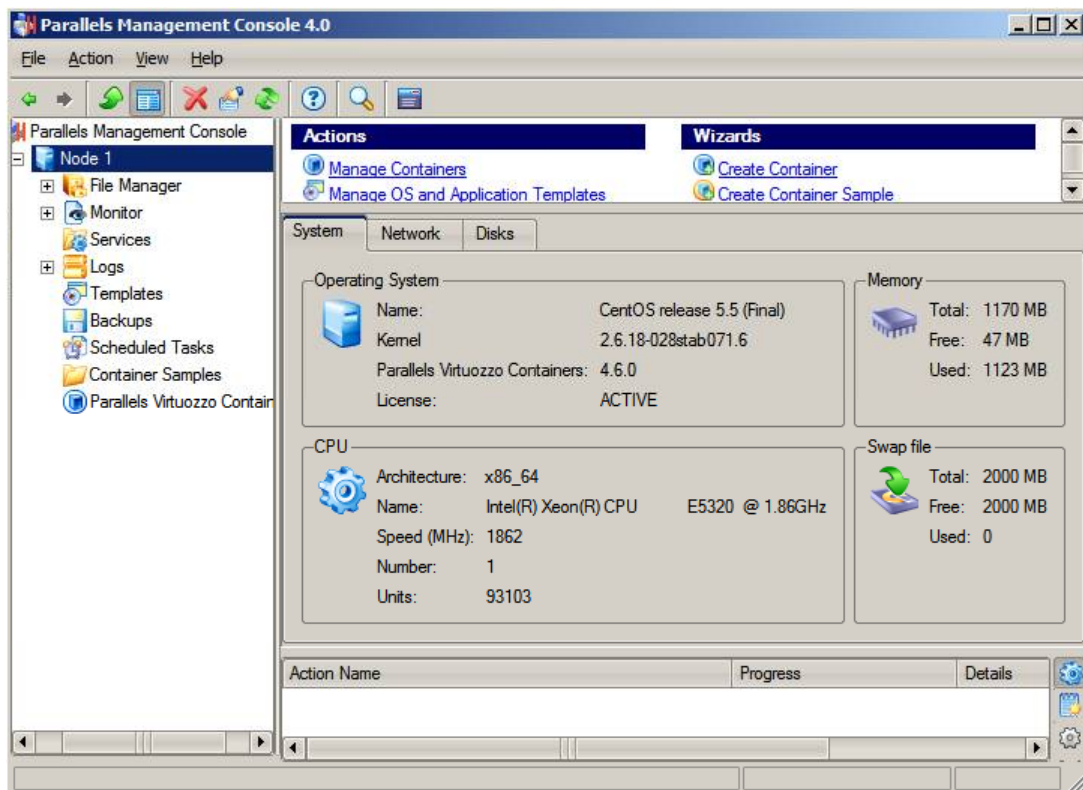 Parallels Management Console 4.0
File Action View Help
Parallels Management Console
Node 1
File Manager
Monitor
Services
Logs
Templates
Backups
Scheduled Tasks
Container Samples
Parallels Virtuozzo Contain
Actions
Manage Containers
Manage OS and Application Templates
Wizards
Create Container
Create Container Sample
System Network Disks
Operating System
Name: CentOS release 5.5 (Final)
Kernel 2.6.18-028stab071.6
Parallels Virtuozzo Containers: 4.6.0
License: ACTIVE
Memory
Total: 1170 MB
Free: 47 MB
Used: 1123 MB
CPU
Architecture: x86_64
Name: Intel(R) Xeon(R) CPU E5320 @ 1.86GHz
Speed (MHz): 1862
Number: 1
Units: 93103
Swap file
Total: 2000 MB
Free: 2000 MB
Used: 0
Action Name Progress Details